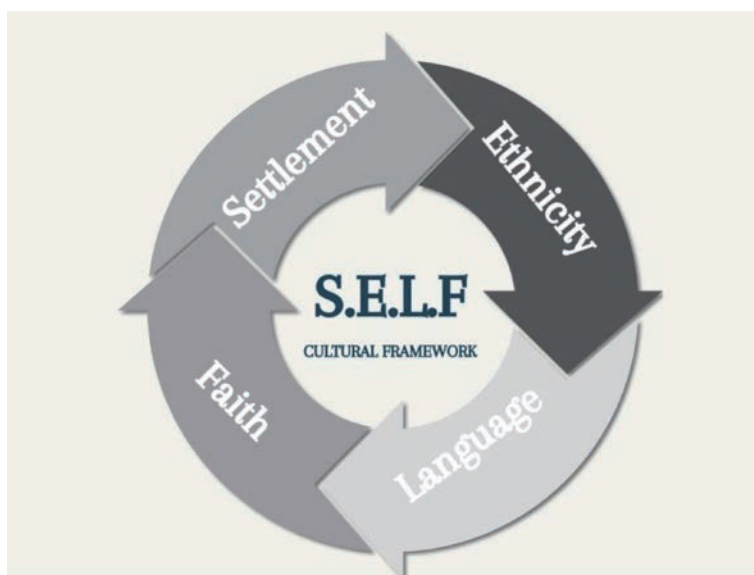 Settlement
Ethnicity
S.E.L.F
CULTURAL FRAMEWORK
Faith
Language